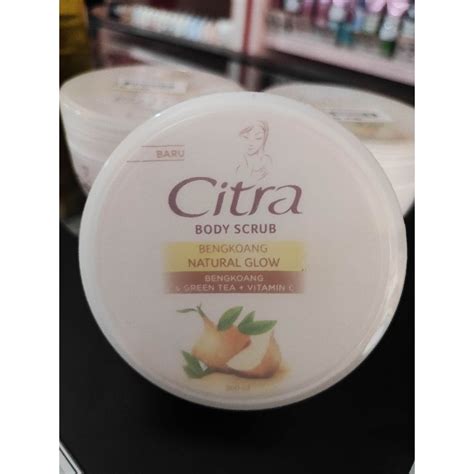 BARU
Citra
BODY SCRUB
BENGKOANG
NATURAL GLOW
BENGKOANG
& GREEN TEA + VITAMIN C